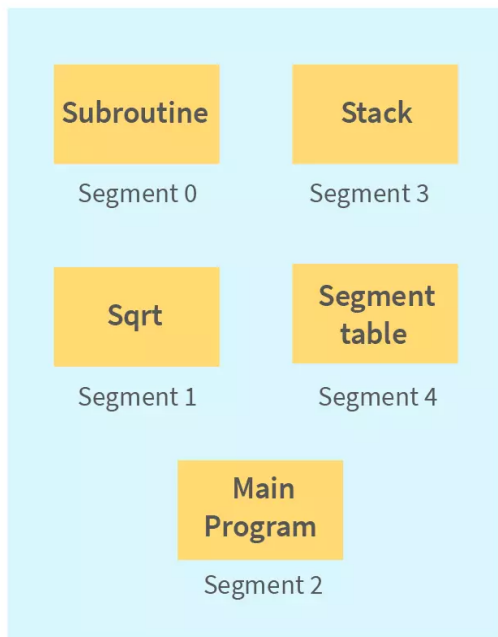 Subroutine
Segment 0
Stack
Segment 3
Sqrt
Segment 1
Segment
table
Segment 4
Main
Program
Segment 2